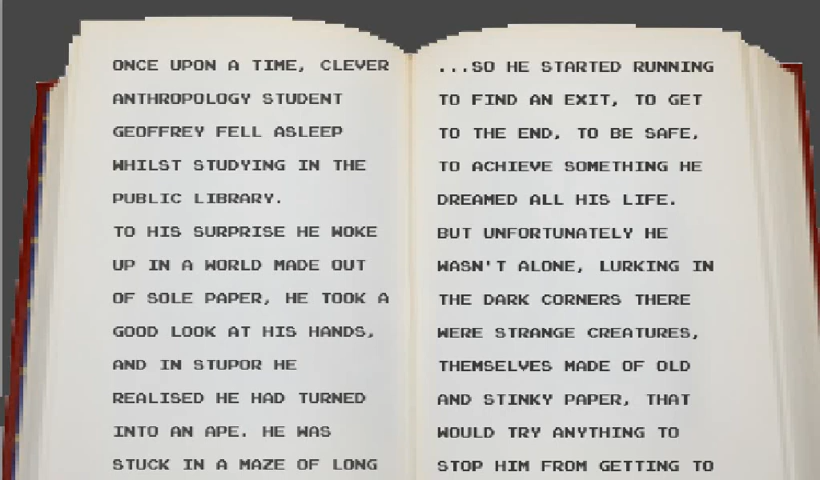 ONCE UPON A TIME, CLEVER
ANTHROPOLOGY STUDENT
GEOFFREY FELL ASLEEP
WHILST STUDYING IN THE
PUBLIC LIBRARY.
TO HIS SURPRISE HE WOKE
UP IN A WORLD MADE OUT
OF SOLE PAPER, HE TOOK A
GOOD LOOK AT HIS HANDS,
AND IN STUPOR HE
REALISED HE HAD TURNED
INTO AN APE. HE WAS
STUCK IN A MAZE OF LONG
...SO HE STARTED RUNNING
TO FIND AN EXIT, TO GET
TO THE END, TO BE SAFE,
TO ACHIEVE SOMETHING HE
DREAMED ALL HIS LIFE.
BUT UNFORTUNATELY HE
WASN'T ALONE, LURKING IN
THE DARK CORNERS THERE
WERE STRANGE CREATURES,
THEMSELVES MADE OF OLD
AND STINKY PAPER, THAT
WOULD TRY ANYTHING TO
STOP HIM FROM GETTING TO